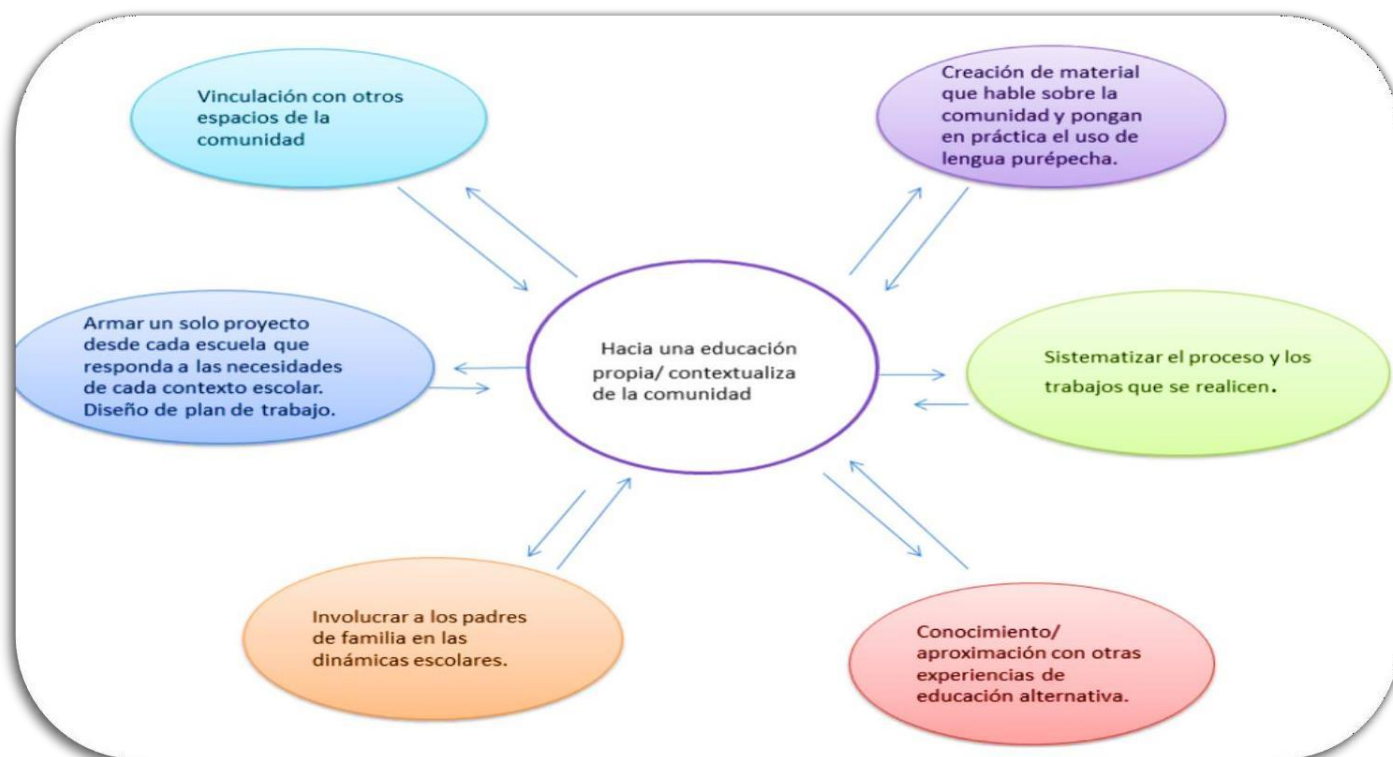 Vinculación con otros
espacios de la
comunidad
Creación de material
que hable sobre la
comunidad y pongan
en práctica el uso de
lengua purépecha.
Armar un solo proyecto
desde cada escuela que
responda a las necesidades
de cada contexto escolar.
Diseño de plan de trabajo.
Hacia una educación
propia/ contextualiza
de la comunidad
Sistematizar el proceso y los
trabajos que se realicen.
Involucrar a los padres
de familia en las
dinámicas escolares.
Conocimiento/
aproximación con otras
experiencias de
educación alternativa.